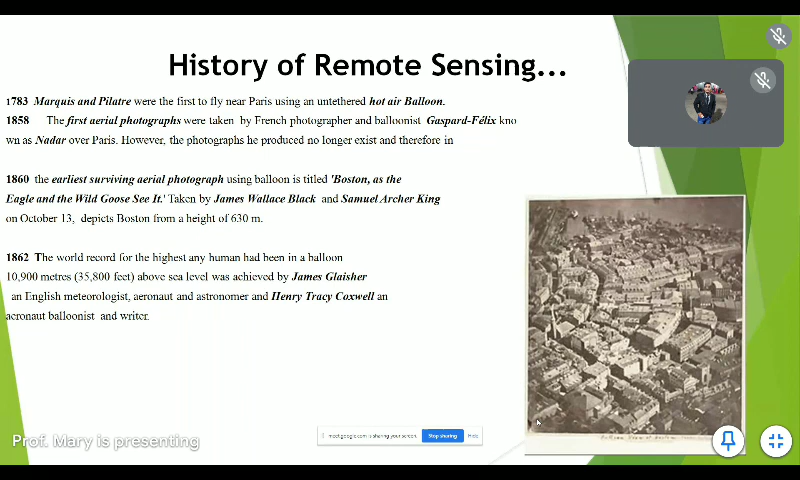 History of Remote Sensing...
1783 Marquis and Pilatre were the first to fly near Paris using an untethered hot air Balloon.
1858 The first aerial photographs were taken by French photographer and balloonist Gaspard-Félix kno
wn as Nadar over Paris. However, the photographs he produced no longer exist and therefore in
1860 the earliest surviving aerial photograph using balloon is titled 'Boston, as the
Eagle and the Wild Goose See It.' Taken by James Wallace Black and Samuel Archer King
on October 13, depicts Boston from a height of 630 m.
1862 The world record for the highest any human had been in a balloon
10,900 metres (35,800 feet) above sea level was achieved by James Glaisher
an English meteorologist, aeronaut and astronomer and Henry Tracy Coxwell an
aeronaut balloonist and writer.
Prof. Mary is presenting
meet.google.com is sharing your screen. Stop sharing Hide